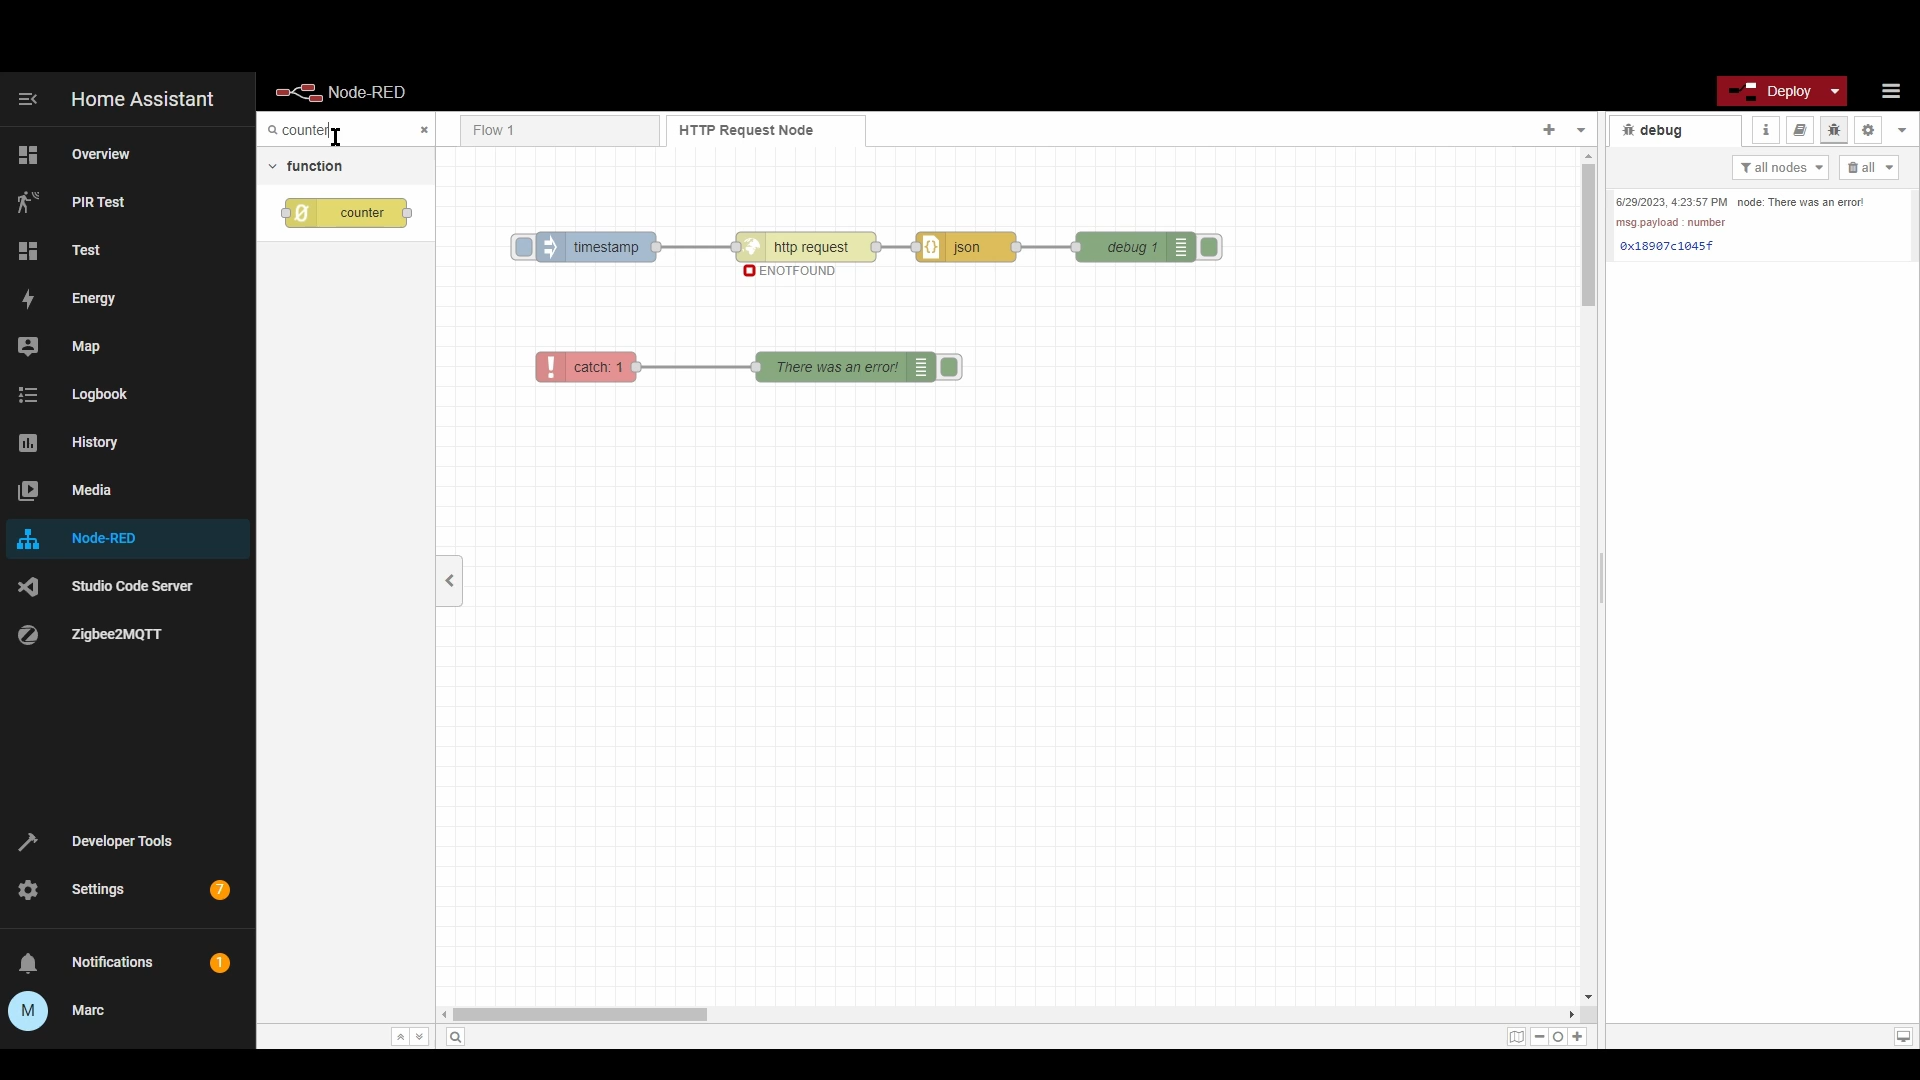 Home Assistant
Node-RED
Deploy
counter
Flow 1
HTTP Request Node
debug
i
Overview
function
all nodes
all
PIR Test
counter
6/29/2023, 4:23:57 PM node: There was an error!
msg.payload : number
0x18907c1045f
Test
timestamp
http request
{}
json
debug 1
ENOTFOUND
Energy
Map
!
catch: 1
There was an error!
Logbook
History
Media
Node-RED
Studio Code Server
Zigbee2MQTT
Developer Tools
Settings
7
Notifications
1
M
Marc